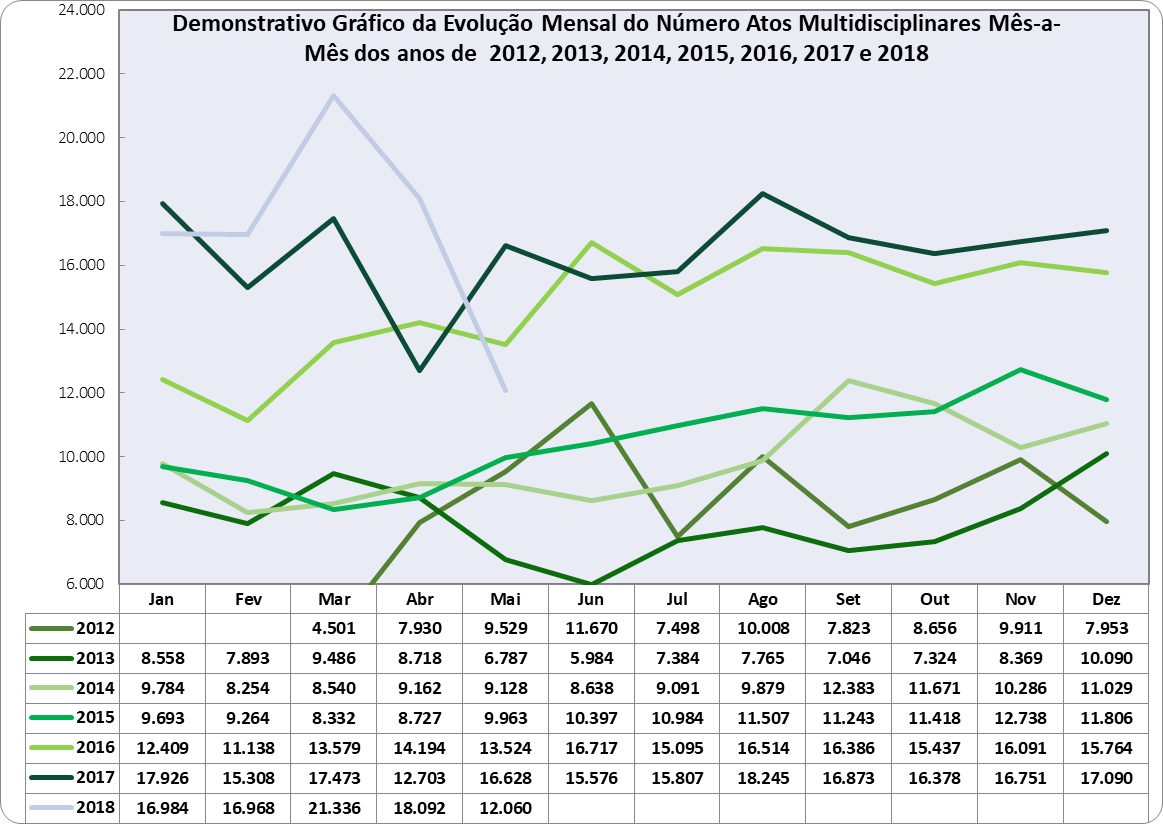 Demonstrativo Gráfico da Evolução Mensal do Número Atos Multidisciplinares Mês-a-
Mês dos anos de 2012, 2013, 2014, 2015, 2016, 2017 e 2018
24.000
22.000
20.000
18.000
16.000
14.000
12.000
10.000
8.000
6.000
Jan Fev Mar Abr Mai Jun Jul Ago Set Out Nov Dez
2012 4.501 7.930 9.529 11.670 7.498 10.008 7.823 8.656 9.911 7.953
2013 8.558 7.893 9.486 8.718 6.787 5.984 7.384 7.765 7.046 7.324 8.369 10.090
2014 9.784 8.254 8.540 9.162 9.128 8.638 9.091 9.879 12.383 11.671 10.286 11.029
2015 9.693 9.264 8.332 8.727 9.963 10.397 10.984 11.507 11.243 11.418 12.738 11.806
2016 12.409 11.138 13.579 14.194 13.524 16.717 15.095 16.514 16.386 15.437 16.091 15.764
2017 17.926 15.308 17.473 12.703 16.628 15.576 15.807 18.245 16.873 16.378 16.751 17.090
2018 16.984 16.968 21.336 18.092 12.060